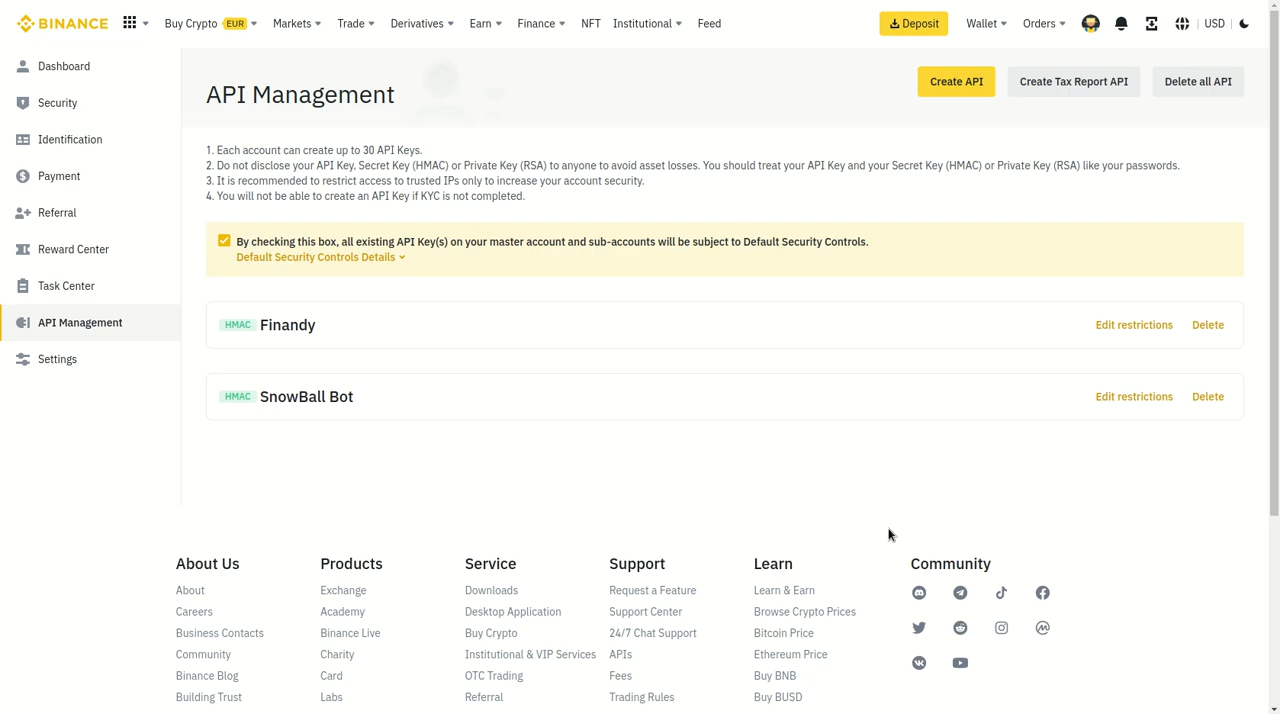 BINANCE
Buy Crypto EUR
Markets
Trade
Derivatives
Earn
Finance
NFT
Institutional
Feed
Deposit
Wallet
Orders
USD
Dashboard
Security
Identification
Payment
Referral
Reward Center
Task Center
API Management
Settings
API Management
Create API
Create Tax Report API
Delete all API
1. Each account can create up to 30 API Keys.
2. Do not disclose your API Key, Secret Key (HMAC) or Private Key (RSA) to anyone to avoid asset losses. You should treat your API Key and your Secret Key (HMAC) or Private Key (RSA) like your passwords.
3. It is recommended to restrict access to trusted IPs only to increase your account security.
4. You will not be able to create an API Key if KYC is not completed.
By checking this box, all existing API Key(s) on your master account and sub-accounts will be subject to Default Security Controls.
Default Security Controls Details
HMAC Finandy
Edit restrictions
Delete
HMAC SnowBall Bot
Edit restrictions
Delete
About Us
About
Careers
Business Contacts
Community
Binance Blog
Building Trust
Products
Exchange
Academy
Binance Live
Charity
Card
Labs
Service
Downloads
Desktop Application
Buy Crypto
Institutional & VIP Services
OTC Trading
Referral
Support
Request a Feature
Support Center
24/7 Chat Support
APIs
Fees
Trading Rules
Learn
Learn & Earn
Browse Crypto Prices
Bitcoin Price
Ethereum Price
Buy BNB
Buy BUSD
Community